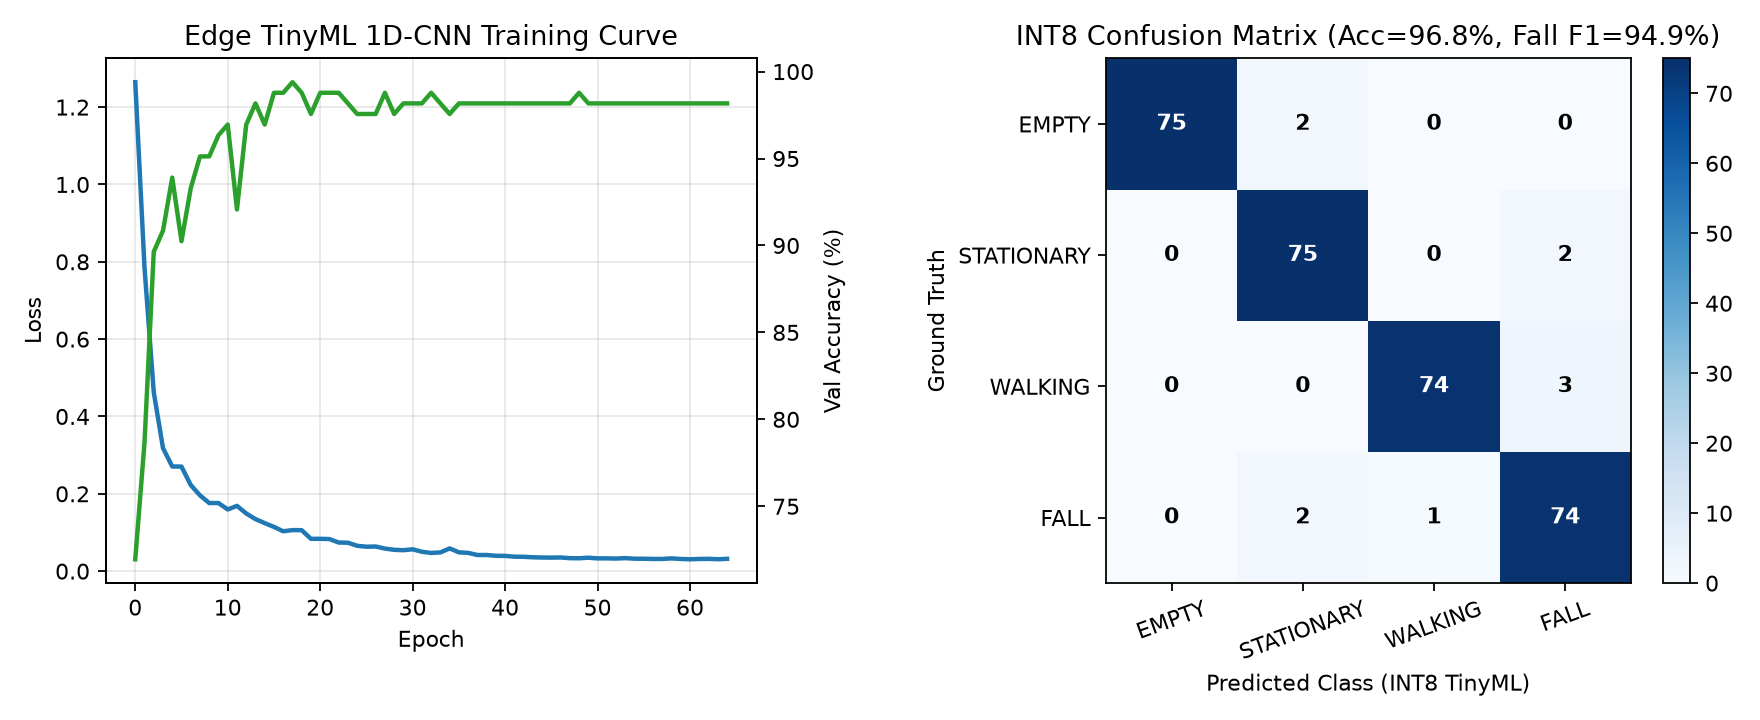 Edge TinyML 1D-CNN Training Curve
1.2
1.0
0.8
0.6
0.4
0.2
0.0
Loss
100
95
90
85
80
75
Val Accuracy (%)
0 10 20 30 40 50 60
Epoch
INT8 Confusion Matrix (Acc=96.8%, Fall F1=94.9%)
Ground Truth
EMPTY 75 2 0 0
STATIONARY 0 75 0 2
WALKING 0 0 74 3
FALL 0 2 1 74
EMPTY STATIONARY WALKING FALL
Predicted Class (INT8 TinyML)
70
60
50
40
30
20
10
0